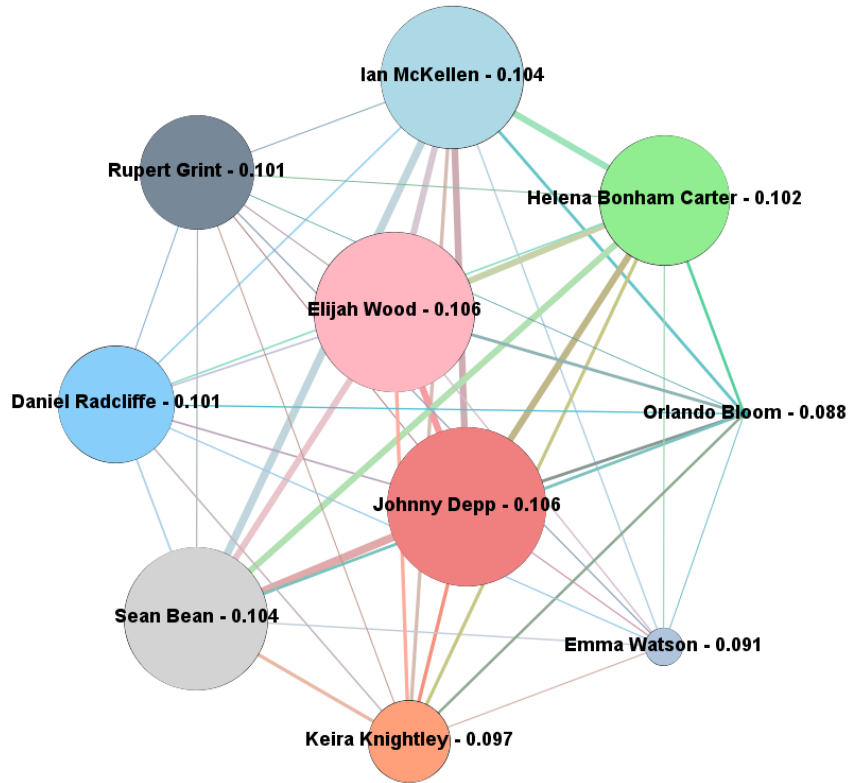 Ian McKellen - 0.104
Rupert Grint - 0.101
Helena Bonham Carter - 0.102
Elijah Wood - 0.106
Daniel Radcliffe - 0.101
Orlando Bloom - 0.088
Johnny Depp - 0.106
Sean Bean - 0.104
Emma Watson - 0.091
Keira Knightley - 0.097